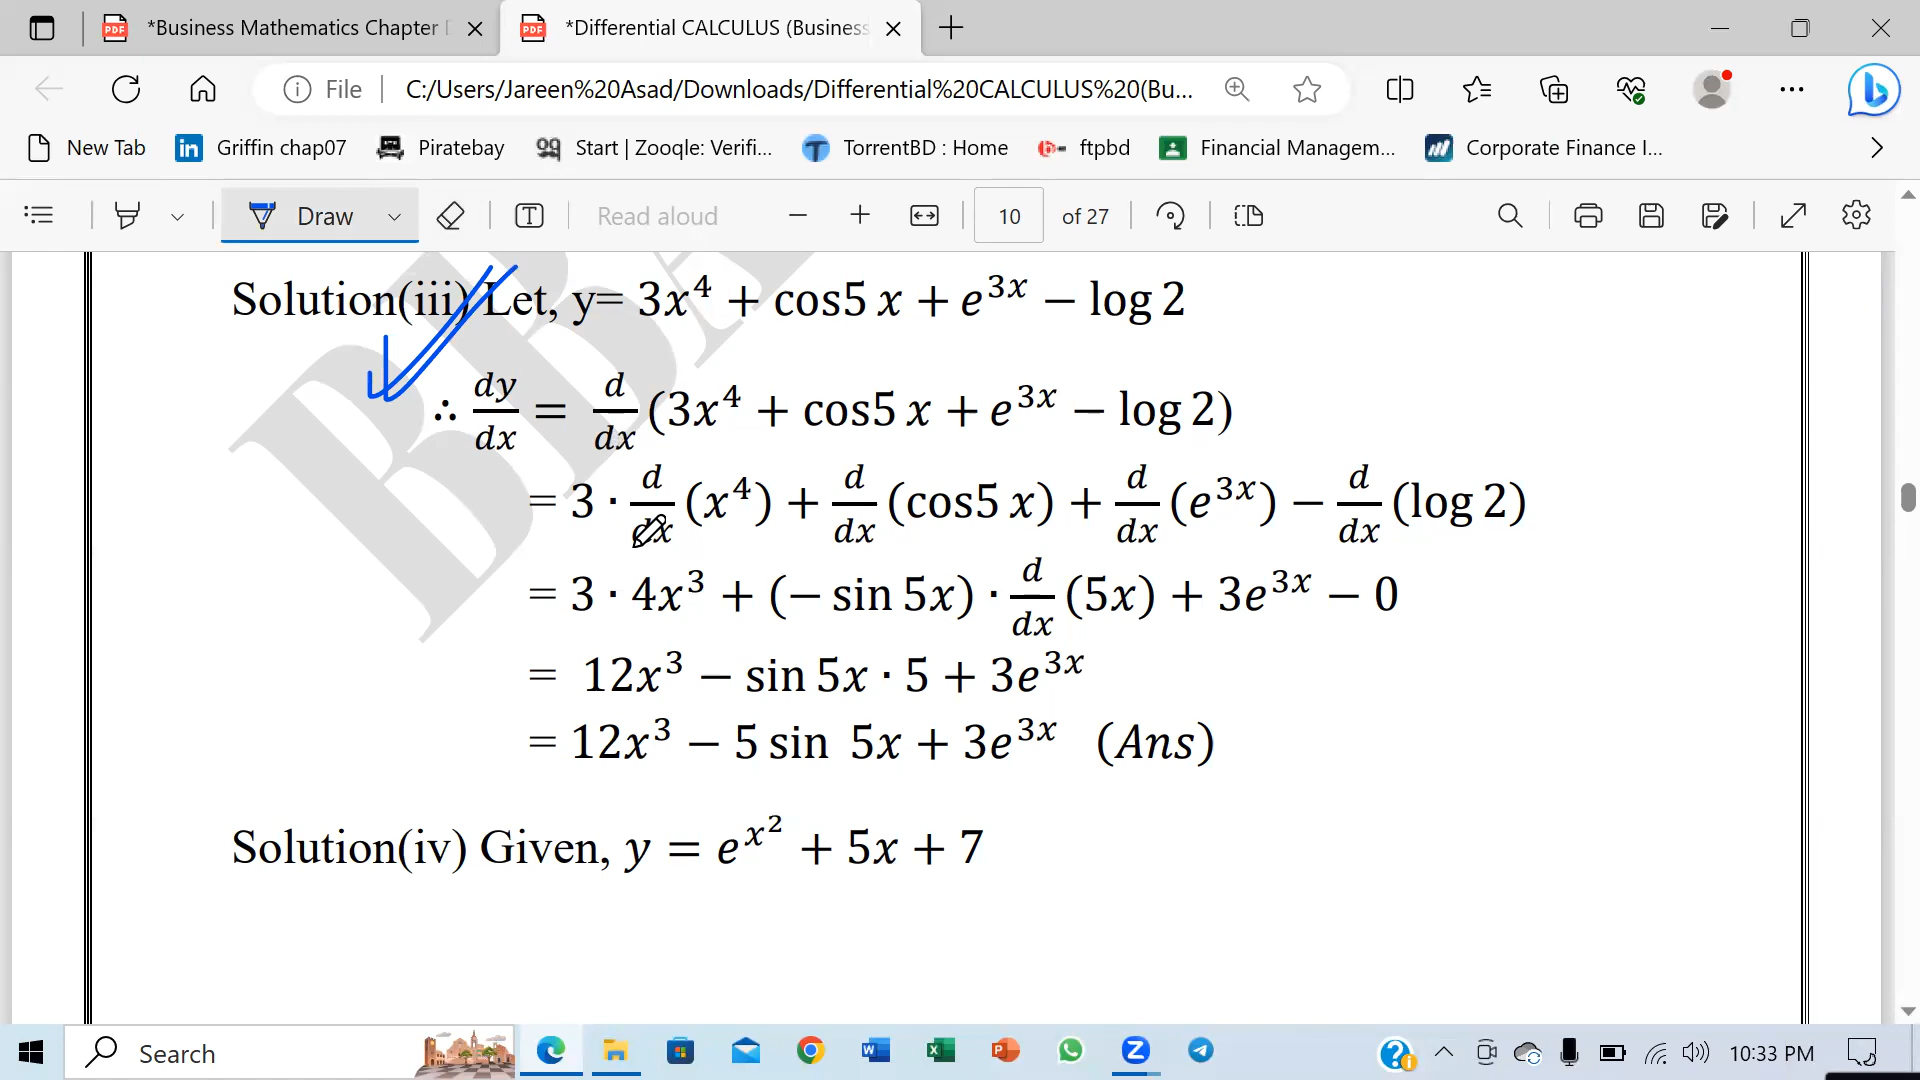 *Business Mathematics Chapter D
*Differential CALCULUS (Business
File
C:/Users/Jareen%20Asad/Downloads/Differential%20CALCULUS%20(Bu...
New Tab
Griffin chap07
Piratebay
Start | Zooqle: Verifi...
TorrentBD : Home
ftpbd
Financial Managem...
Corporate Finance I...
Draw
Read aloud
10 of 27
Solution(iii) Let, y= 3x⁴ + cos5 x + e³ˣ − log 2
∴ dy/dx = d/dx (3x⁴ + cos5 x + e³ˣ − log 2)
= 3 · d/dx (x⁴) + d/dx (cos5 x) + d/dx (e³ˣ) − d/dx (log 2)
= 3 · 4x³ + (− sin 5x) · d/dx (5x) + 3e³ˣ − 0
= 12x³ − sin 5x · 5 + 3e³ˣ
= 12x³ − 5 sin 5x + 3e³ˣ (Ans)
Solution(iv) Given, y = e^x² + 5x + 7
Search
10:33 PM